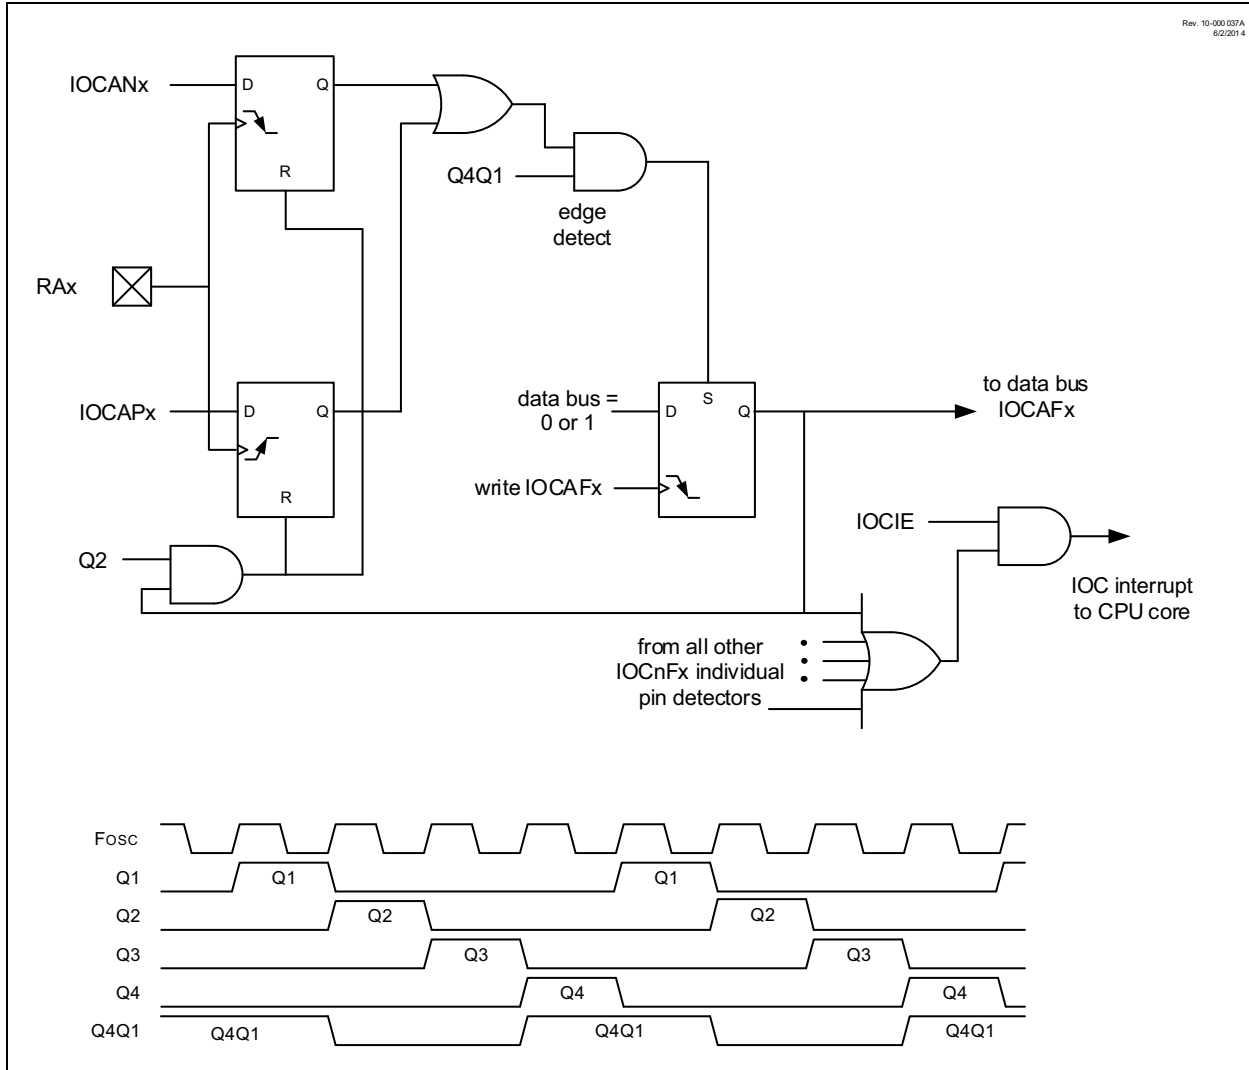 Rev. 10-000 037A
6/2/2014
IOCANx
D
Q
R
Q4Q1
edge
detect
RAx
IOCAPx
D
Q
R
data bus =
0 or 1
D
S
Q
write IOCAFx
to data bus
IOCAFx
IOCIE
Q2
IOC interrupt
to CPU core
from all other
IOCnFx individual
pin detectors
FOSC
Q1
Q1
Q1
Q2
Q2
Q2
Q3
Q3
Q3
Q4
Q4
Q4
Q4Q1
Q4Q1
Q4Q1
Q4Q1